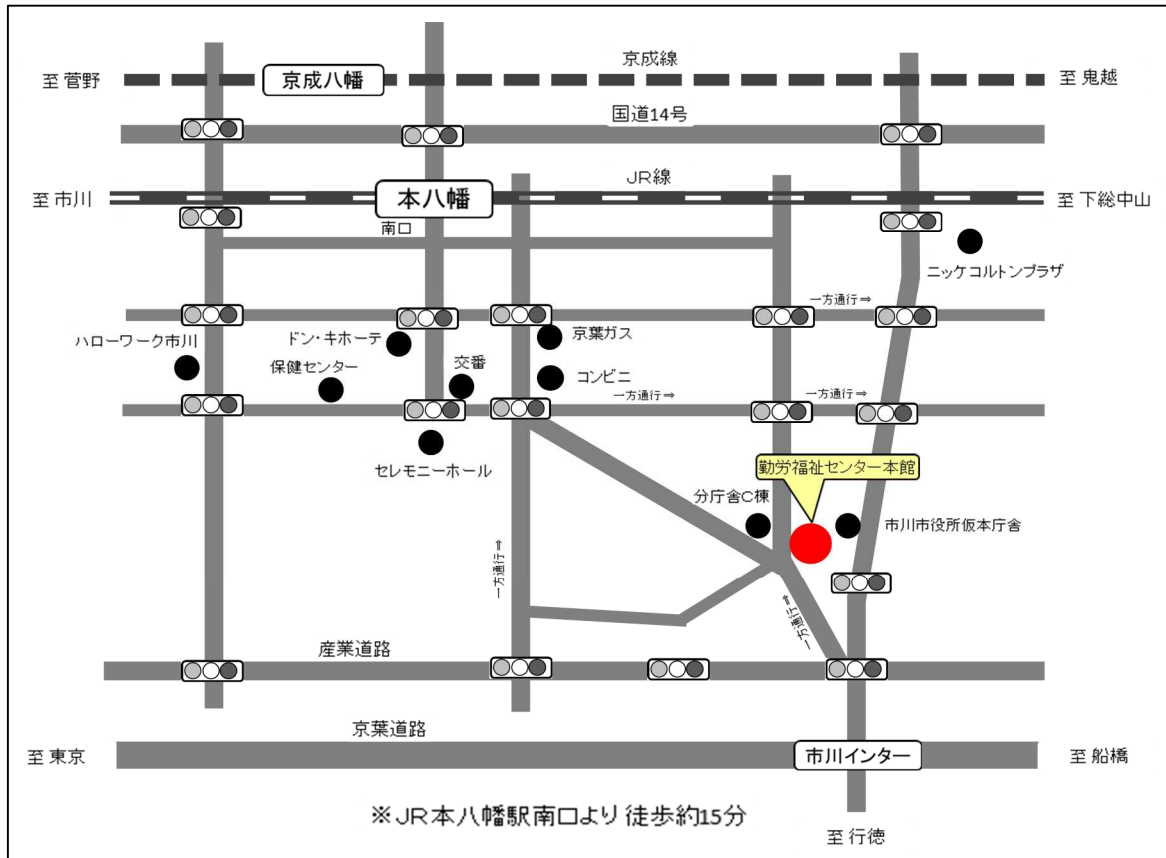 京成線
至 菅野
京成八幡
至 鬼越
国道14号
JR線
至 市川
本八幡
至 下総中山
南口
ニッケコルトンプラザ
一方通行⇒
ハローワーク市川
ドン・キホーテ
京葉ガス
保健センター
交番
コンビニ
一方通行⇒
一方通行⇒
セレモニーホール
勤労福祉センター本館
分庁舎C棟
市川市役所仮本庁舎
一方通行⇒
一方通行⇒
産業道路
京葉道路
至 東京
市川インター
至 船橋
※JR本八幡駅南口より 徒歩約15分
至 行徳